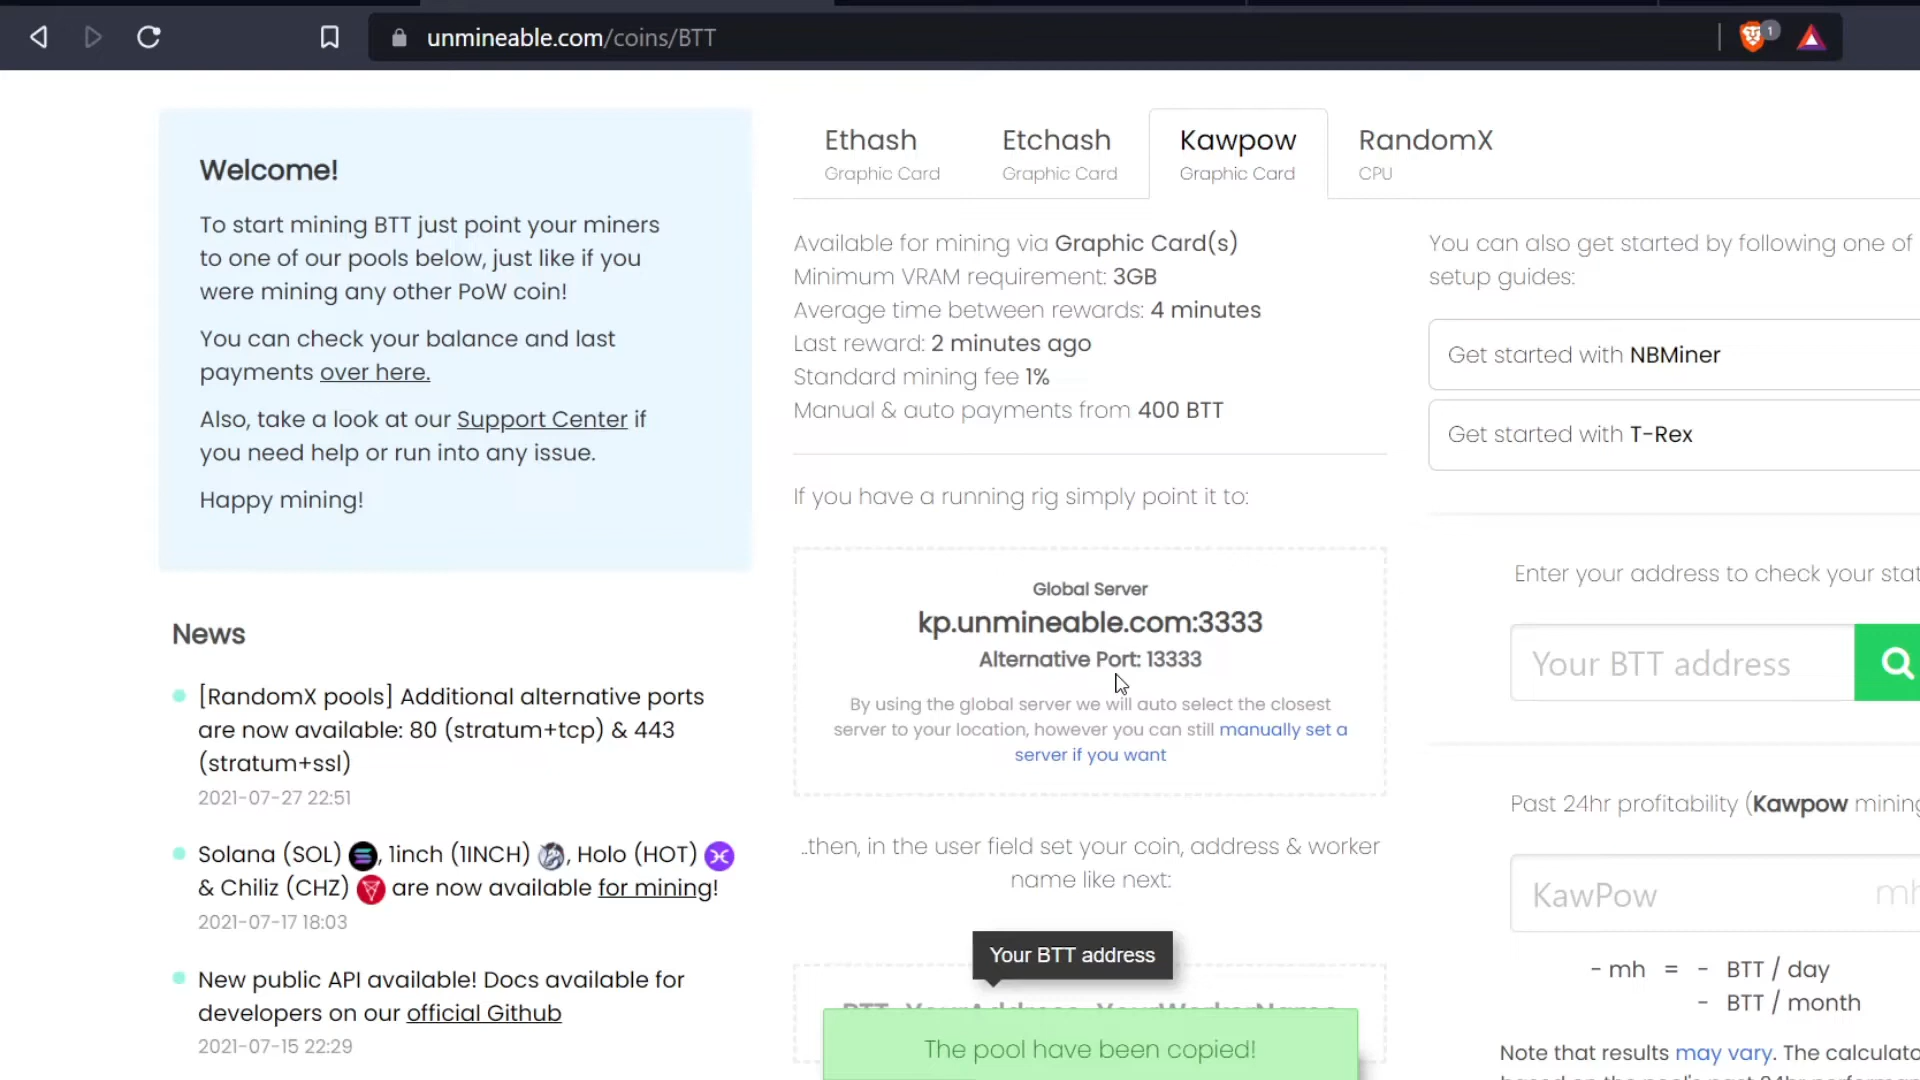 unmineable.com/coins/BTT
1
Welcome!
To start mining BTT just point your miners
to one of our pools below, just like if you
were mining any other PoW coin!
You can check your balance and last
payments over here.
Also, take a look at our Support Center if
you need help or run into any issue.
Happy mining!
News
[RandomX pools] Additional alternative ports
are now available: 80 (stratum+tcp) & 443
(stratum+ssl)
2021-07-27 22:51
Solana (SOL) , 1inch (1INCH) , Holo (HOT)
& Chiliz (CHZ) are now available for mining!
2021-07-17 18:03
New public API available! Docs available for
developers on our official Github
2021-07-15 22:29
Ethash
Graphic Card
Etchash
Graphic Card
Kawpow
Graphic Card
RandomX
CPU
Available for mining via Graphic Card(s)
Minimum VRAM requirement: 3GB
Average time between rewards: 4 minutes
Last reward: 2 minutes ago
Standard mining fee 1%
Manual & auto payments from 400 BTT
If you have a running rig simply point it to:
Global Server
kp.unmineable.com:3333
Alternative Port: 13333
By using the global server we will auto select the closest
server to your location, however you can still manually set a
server if you want
..then, in the user field set your coin, address & worker
name like next:
Your BTT address
The pool have been copied!
You can also get started by following one of
setup guides:
Get started with NBMiner
Get started with T-Rex
Enter your address to check your
Your BTT address
Past 24hr profitability (Kawpow mining
KawPow
mh
- mh = - BTT / day
- BTT / month
Note that results may vary. The